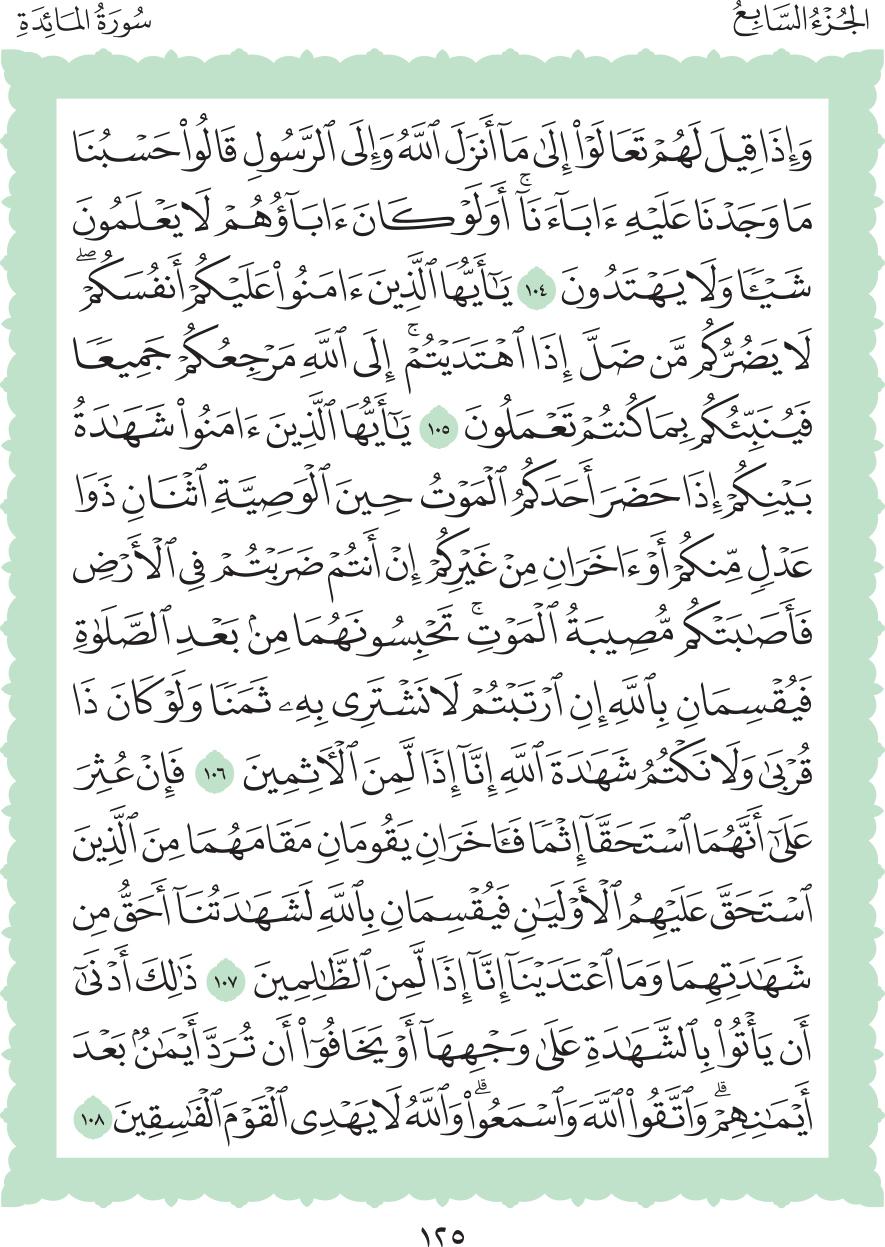 الجُزْءُ السَّابِعُ
سُورَةُ المَائِدَةِ
وَإِذَا قِيلَ لَهُمْ تَعَالَوْا۟ إِلَىٰ مَآ أَنزَلَ ٱللَّهُ وَإِلَى ٱلرَّسُولِ قَالُوا۟ حَسْبُنَا
مَا وَجَدْنَا عَلَيْهِ ءَابَآءَنَآ ۚ أَوَلَوْ كَانَ ءَابَآؤُهُمْ لَا يَعْلَمُونَ
شَيْـًٔا وَلَا يَهْتَدُونَ ١٠٤ يَـٰٓأَيُّهَا ٱلَّذِينَ ءَامَنُوا۟ عَلَيْكُمْ أَنفُسَكُمْ ۖ
لَا يَضُرُّكُم مَّن ضَلَّ إِذَا ٱهْتَدَيْتُمْ ۚ إِلَى ٱللَّهِ مَرْجِعُكُمْ جَمِيعًا
فَيُنَبِّئُكُم بِمَا كُنتُمْ تَعْمَلُونَ ١٠٥ يَـٰٓأَيُّهَا ٱلَّذِينَ ءَامَنُوا۟ شَهَـٰدَةُ
بَيْنِكُمْ إِذَا حَضَرَ أَحَدَكُمُ ٱلْمَوْتُ حِينَ ٱلْوَصِيَّةِ ٱثْنَانِ ذَوَا
عَدْلٍ مِّنكُمْ أَوْ ءَاخَرَانِ مِنْ غَيْرِكُمْ إِنْ أَنتُمْ ضَرَبْتُمْ فِى ٱلْأَرْضِ
فَأَصَـٰبَتْكُم مُّصِيبَةُ ٱلْمَوْتِ ۚ تَحْبِسُونَهُمَا مِنۢ بَعْدِ ٱلصَّلَوٰةِ
فَيُقْسِمَانِ بِٱللَّهِ إِنِ ٱرْتَبْتُمْ لَا نَشْتَرِى بِهِۦ ثَمَنًا وَلَوْ كَانَ ذَا
قُرْبَىٰ وَلَا نَكْتُمُ شَهَـٰدَةَ ٱللَّهِ إِنَّآ إِذًا لَّمِنَ ٱلْـَٔاثِمِينَ ١٠٦ فَإِنْ عُثِرَ
عَلَىٰٓ أَنَّهُمَا ٱسْتَحَقَّآ إِثْمًا فَـَٔاخَرَانِ يَقُومَانِ مَقَامَهُمَا مِنَ ٱلَّذِينَ
ٱسْتَحَقَّ عَلَيْهِمُ ٱلْأَوْلَيَـٰنِ فَيُقْسِمَانِ بِٱللَّهِ لَشَهَـٰدَتُنَآ أَحَقُّ مِن
شَهَـٰدَتِهِمَا وَمَا ٱعْتَدَيْنَآ إِنَّآ إِذًا لَّمِنَ ٱلظَّـٰلِمِينَ ١٠٧ ذَٰلِكَ أَدْنَىٰٓ
أَن يَأْتُوا۟ بِٱلشَّهَـٰدَةِ عَلَىٰ وَجْهِهَآ أَوْ يَخَافُوٓا۟ أَن تُرَدَّ أَيْمَـٰنٌۢ بَعْدَ
أَيْمَـٰنِهِمْ ۗ وَٱتَّقُوا۟ ٱللَّهَ وَٱسْمَعُوا۟ ۗ وَٱللَّهُ لَا يَهْدِى ٱلْقَوْمَ ٱلْفَـٰسِقِينَ ١٠٨
١٢٥